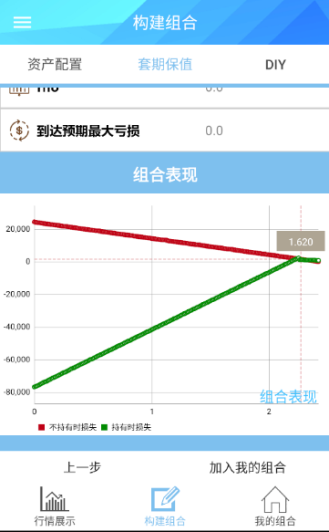 构建组合
资产配置 套期保值 DIY
rho 0.0
到达预期最大亏损 0.0
组合表现
20,000
1.620
0
-20,000
-40,000
-60,000
-80,000
组合表现
0 1 2
不持有时损失 持有时损失
上一步 加入我的组合
行情展示 构建组合 我的组合